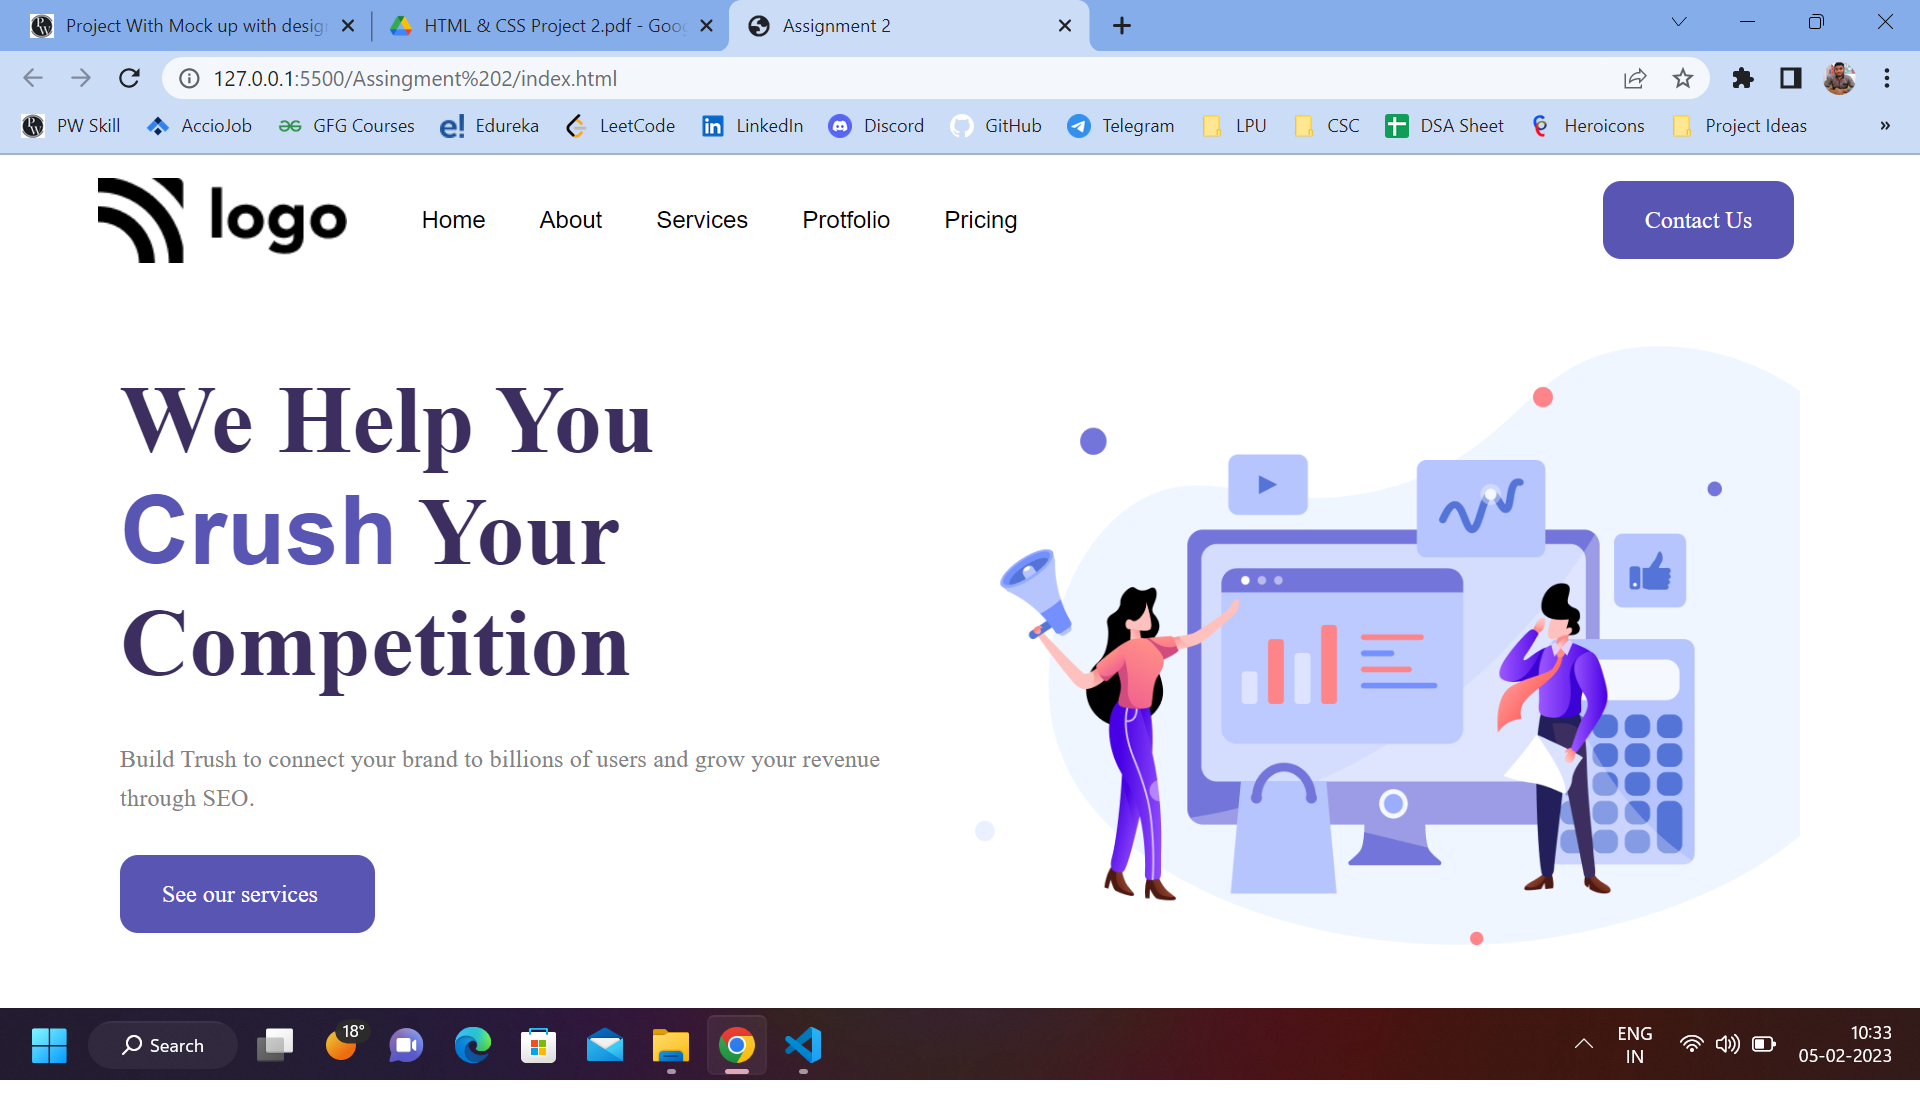 Project With Mock up with desig
HTML & CSS Project 2.pdf - Goo
Assignment 2
127.0.0.1:5500/Assingment%202/index.html
PW Skill
AccioJob
GFG Courses
e! Edureka
LeetCode
LinkedIn
Discord
GitHub
Telegram
LPU
CSC
DSA Sheet
Heroicons
Project Ideas
»
logo
Home
About
Services
Protfolio
Pricing
Contact Us
We Help You
Crush Your
Competition
Build Trush to connect your brand to billions of users and grow your revenue
through SEO.
See our services
Search
18°
ENG
IN
10:33
05-02-2023